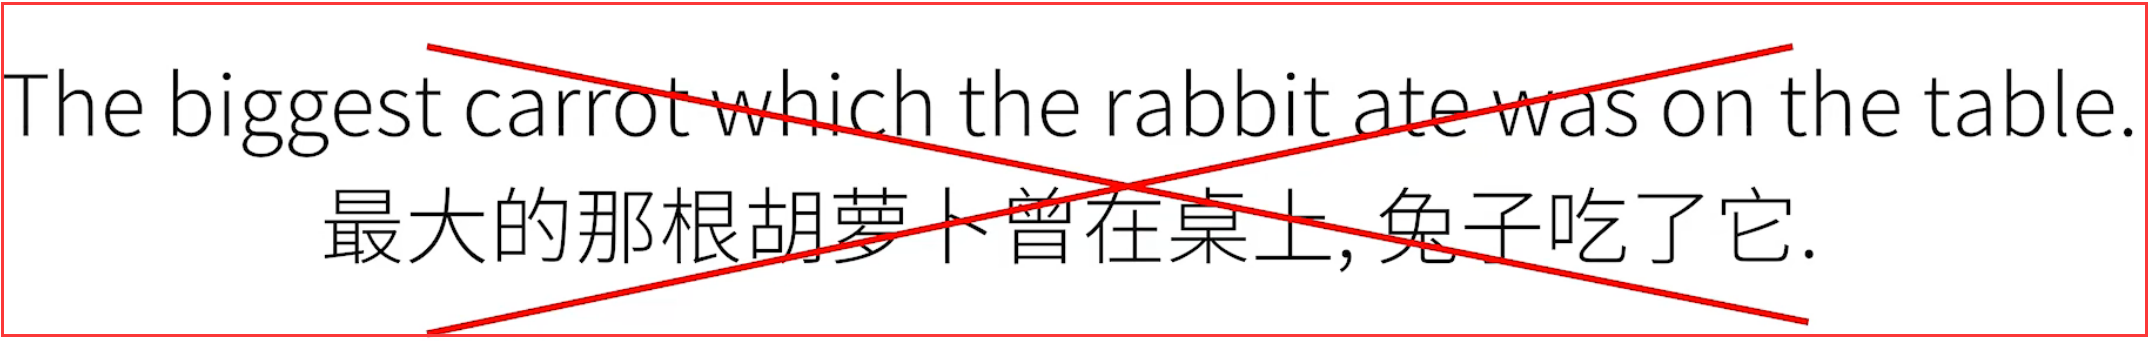 The biggest carrot which the rabbit ate was on the table.
最大的那根胡萝卜曾在桌上, 兔子吃了它.